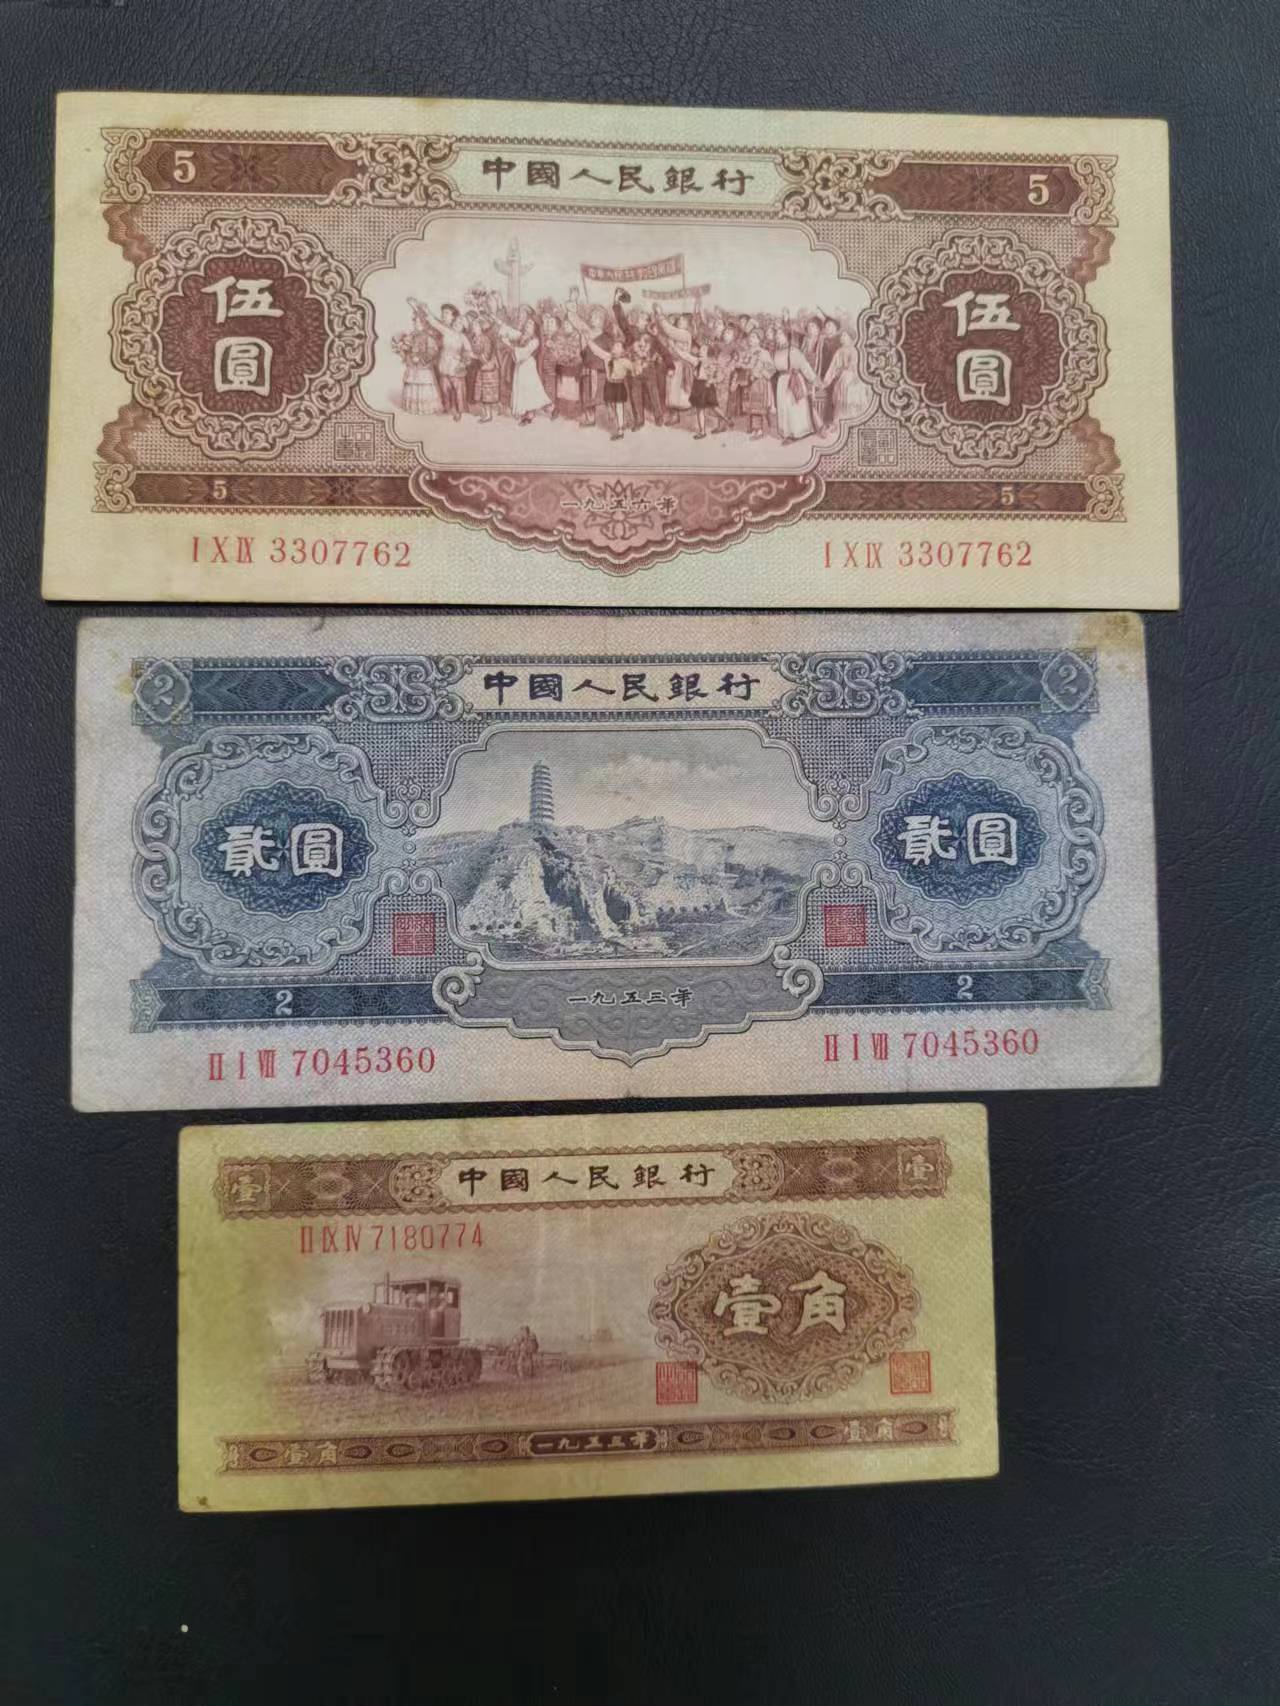 5 中國人民銀行 5
伍圓 伍圓
5 一九五六年 5
I X IX 3307762 I X IX 3307762
2 中國人民銀行 2
貳圓 貳圓
2 一九五三年 2
II I VII 7045360 II I VII 7045360
壹 中國人民銀行 壹
II IX IV 7180774
壹角
壹角 一九五三年 壹角